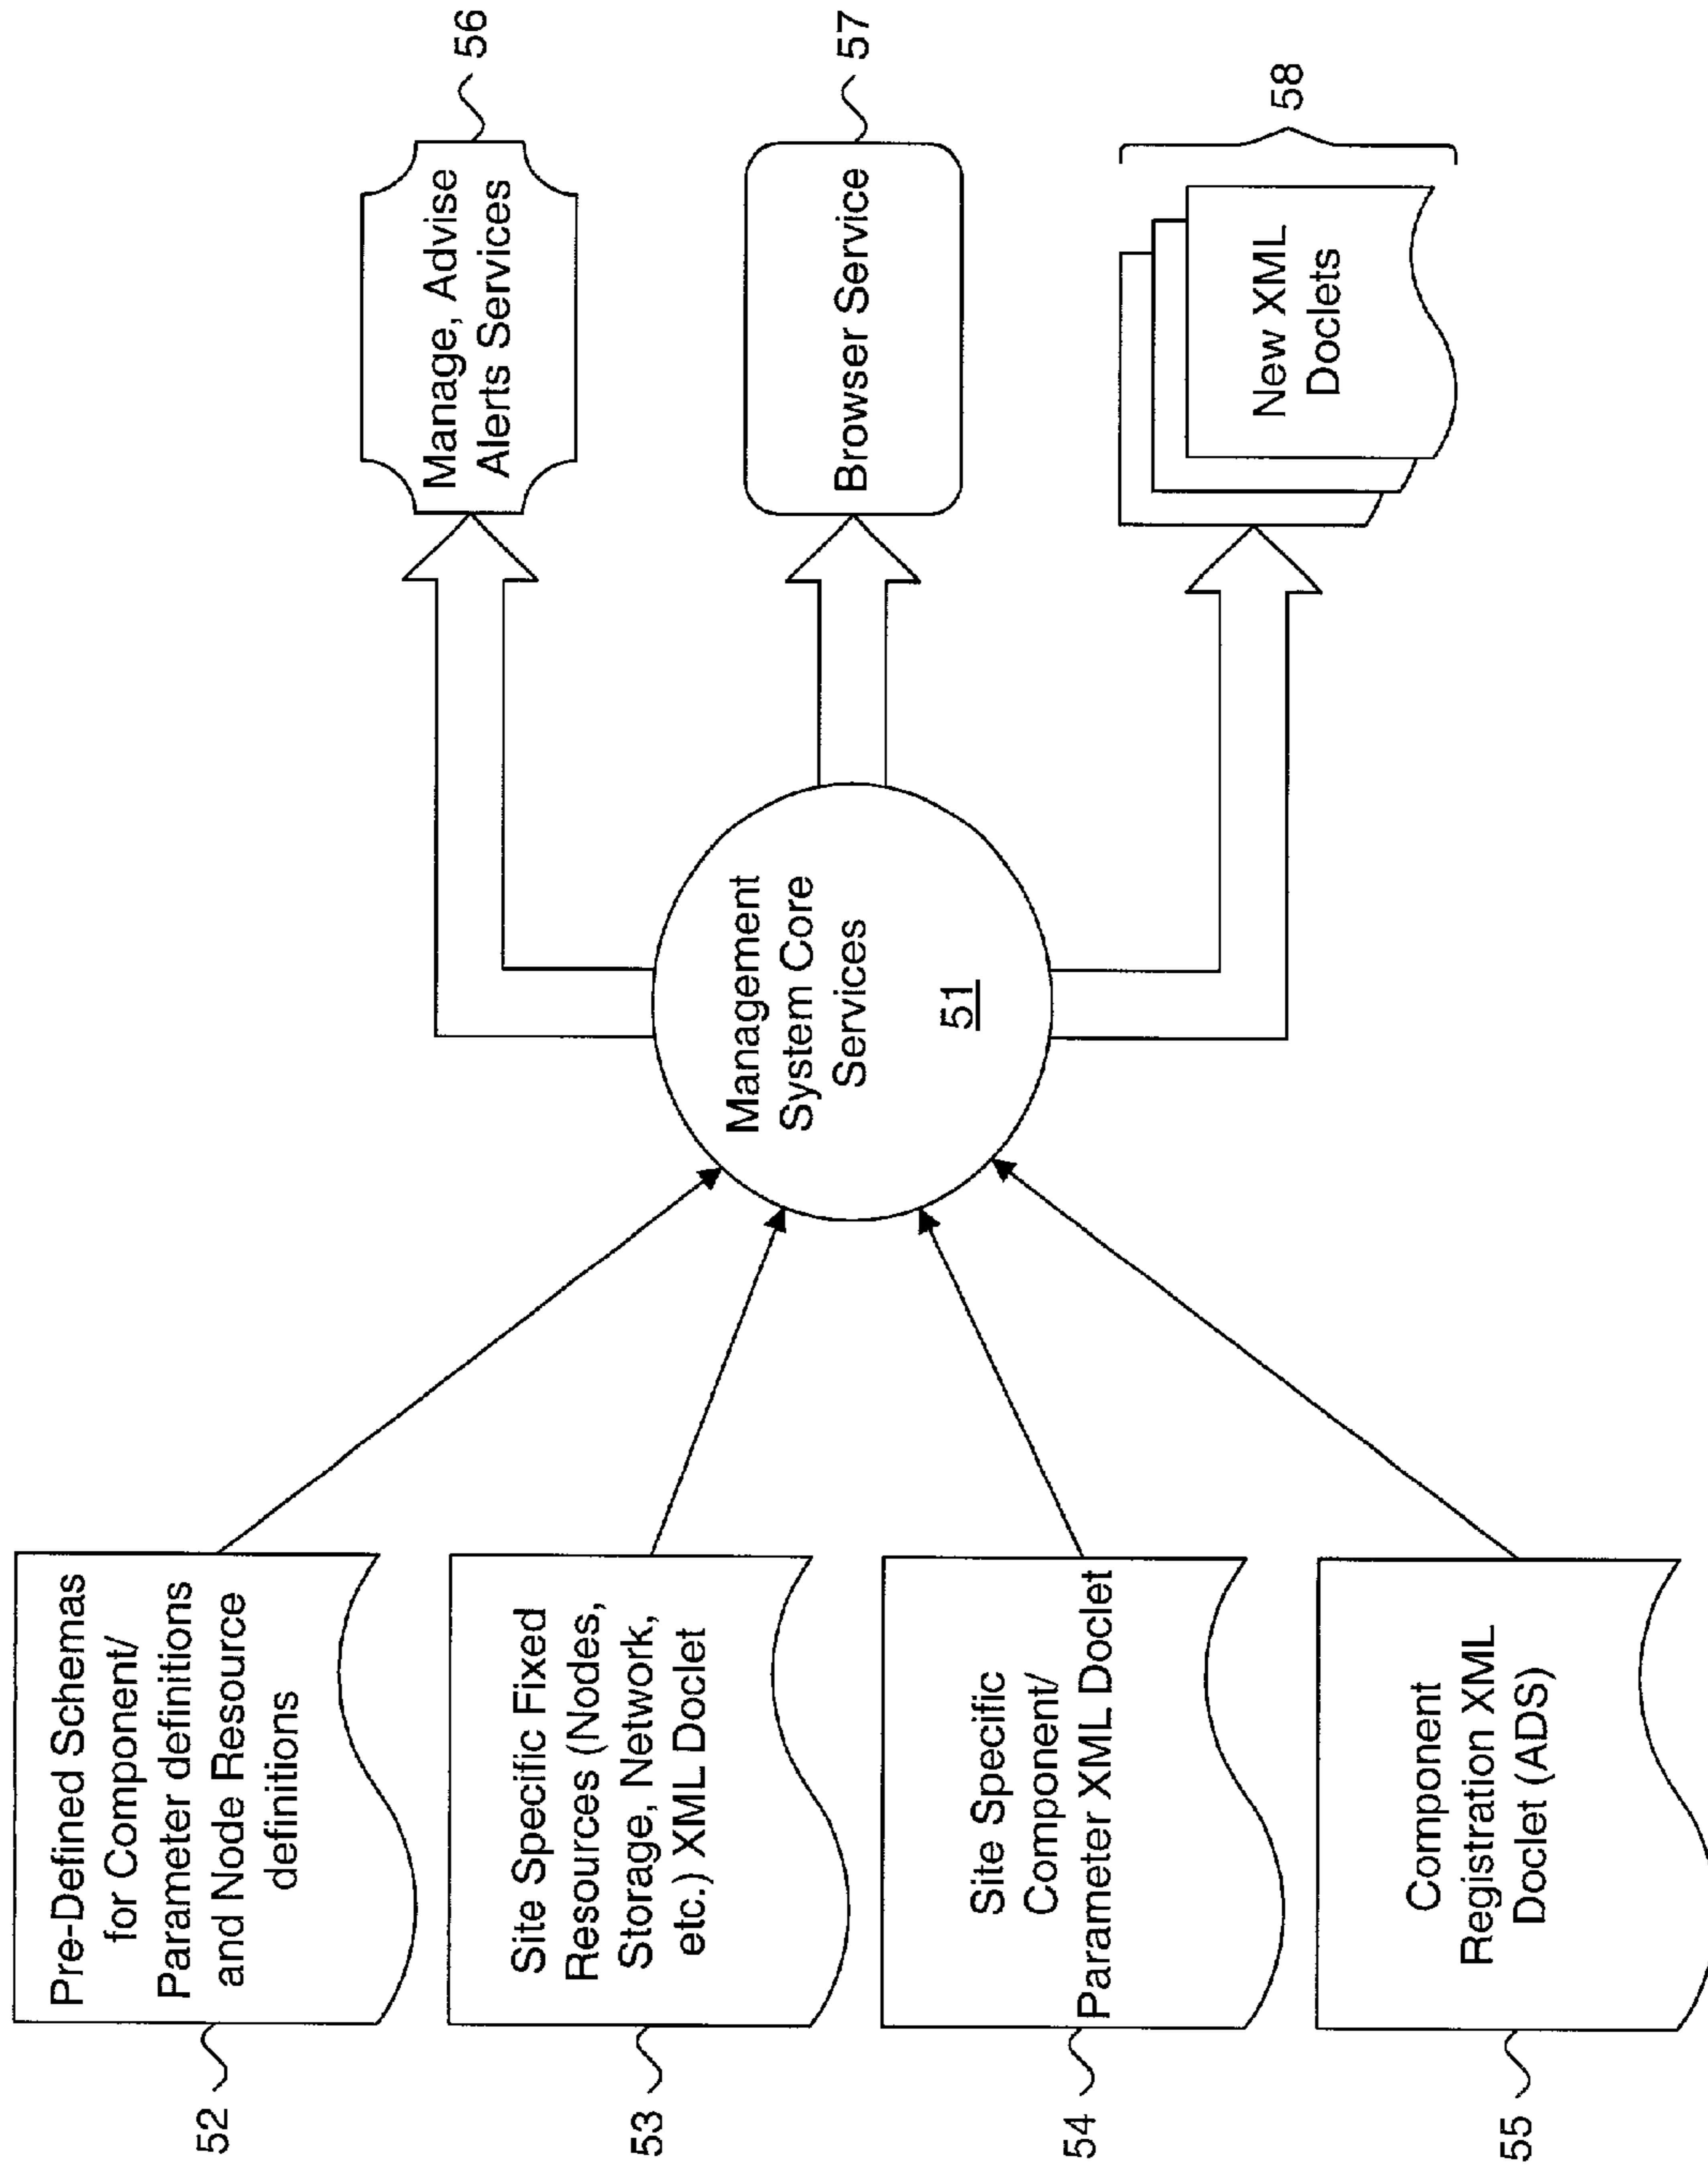 52
Pre-Defined Schemas
for Component/
Parameter definitions
and Node Resource
definitions
53
Site Specific Fixed
Resources (Nodes,
Storage, Network,
etc.) XML Doclet
54
Site Specific
Component/
Parameter XML Doclet
55
Component
Registration XML
Doclet (ADS)
Management
System Core
Services
51
Manage, Advise
Alerts Services
56
Browser Service
57
New XML
Doclets
58